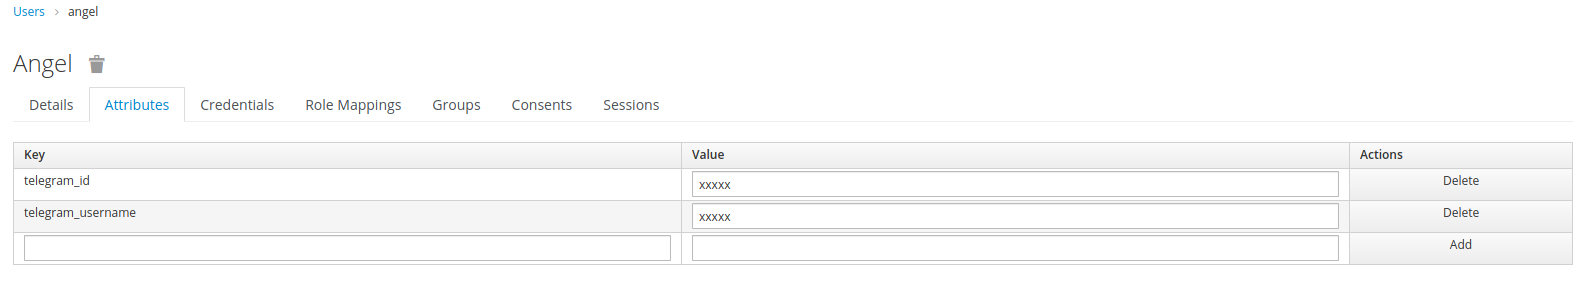 Users > angel
Angel
Details Attributes Credentials Role Mappings Groups Consents Sessions
Key Value Actions
telegram_id xxxxx Delete
telegram_username xxxxx Delete
Add